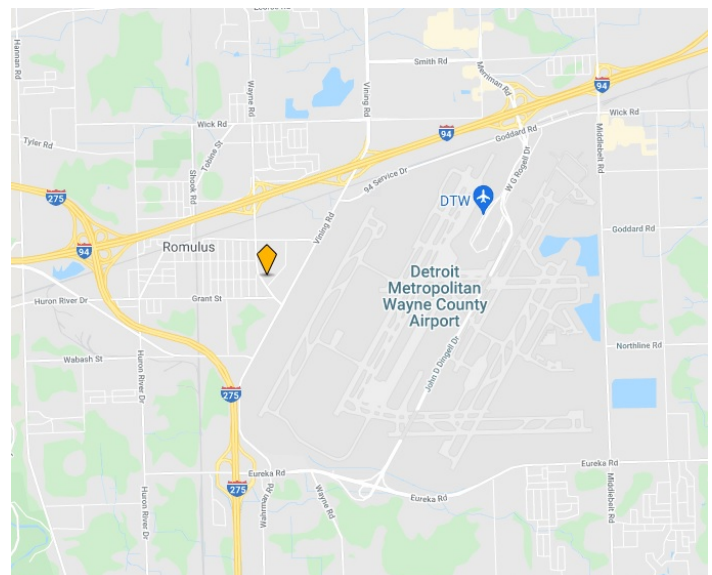 Hannan Rd
Smith Rd
Merriman Rd
Wayne Rd
Vining Rd
94
Wick Rd
Wick Rd
94
Goddard Rd
Tyler Rd
Tobine St
Middlebelt Rd
94 Service Dr
W G Rogell Dr
Shook Rd
275
DTW
Vining Rd
Goddard Rd
94
Romulus
Detroit
Metropolitan
Wayne County
Airport
Huron River Dr
Grant St
Northline Rd
Wabash St
John D Dingell Dr
Huron River Dr
275
Eureka Rd
Eureka Rd
275
Eureka Rd
Wayne Rd
Middlebelt Rd
Huron River Dr